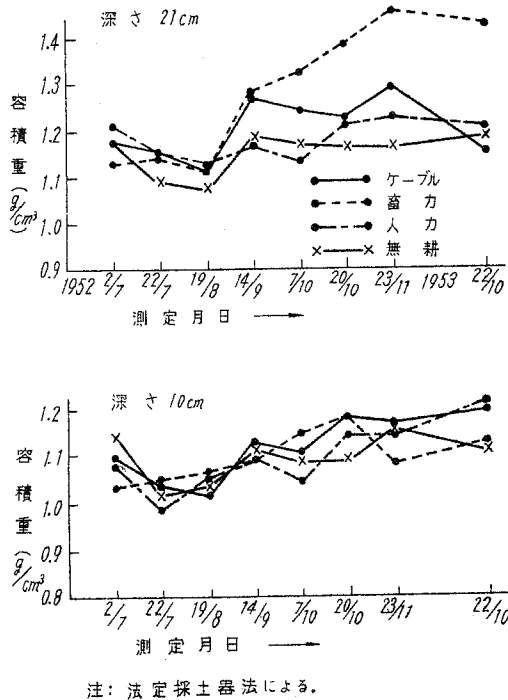 深さ 21cm
1.4
1.3
1.2
1.1
1.0
0.9
容積重(g/cm³)
ケーブル
畜力
人力
無耕
1952 2/7 22/7 19/8 14/9 7/10 20/10 23/11 1953 22/10
測定月日
深さ 10cm
1.2
1.1
1.0
0.9
0.8
容積重(g/cm³)
2/7 22/7 19/8 14/9 7/10 20/10 23/11 22/10
測定月日
注: 法定採土器法による。